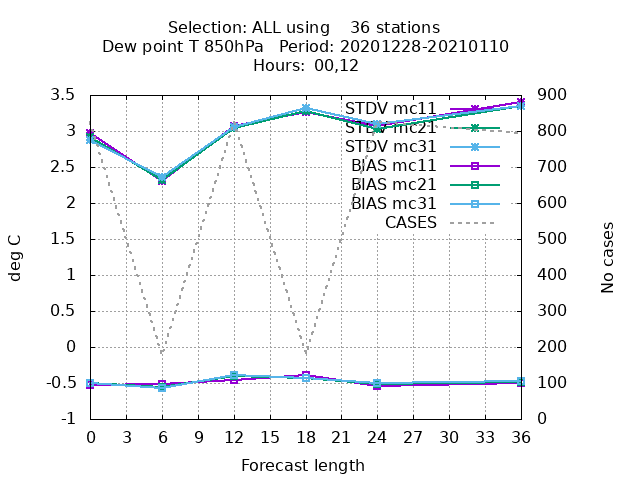 Selection: ALL using    36 stations
Dew point T 850hPa   Period: 20201228-20210110
Hours: 00,12
3.5
3
2.5
2
1.5
1
0.5
0
-0.5
-1
deg C
STDV mc11
STDV mc21
STDV mc31
BIAS mc11
BIAS mc21
BIAS mc31
CASES
900
800
700
600
500
400
300
200
100
0
No cases
0 3 6 9 12 15 18 21 24 27 30 33 36
Forecast length